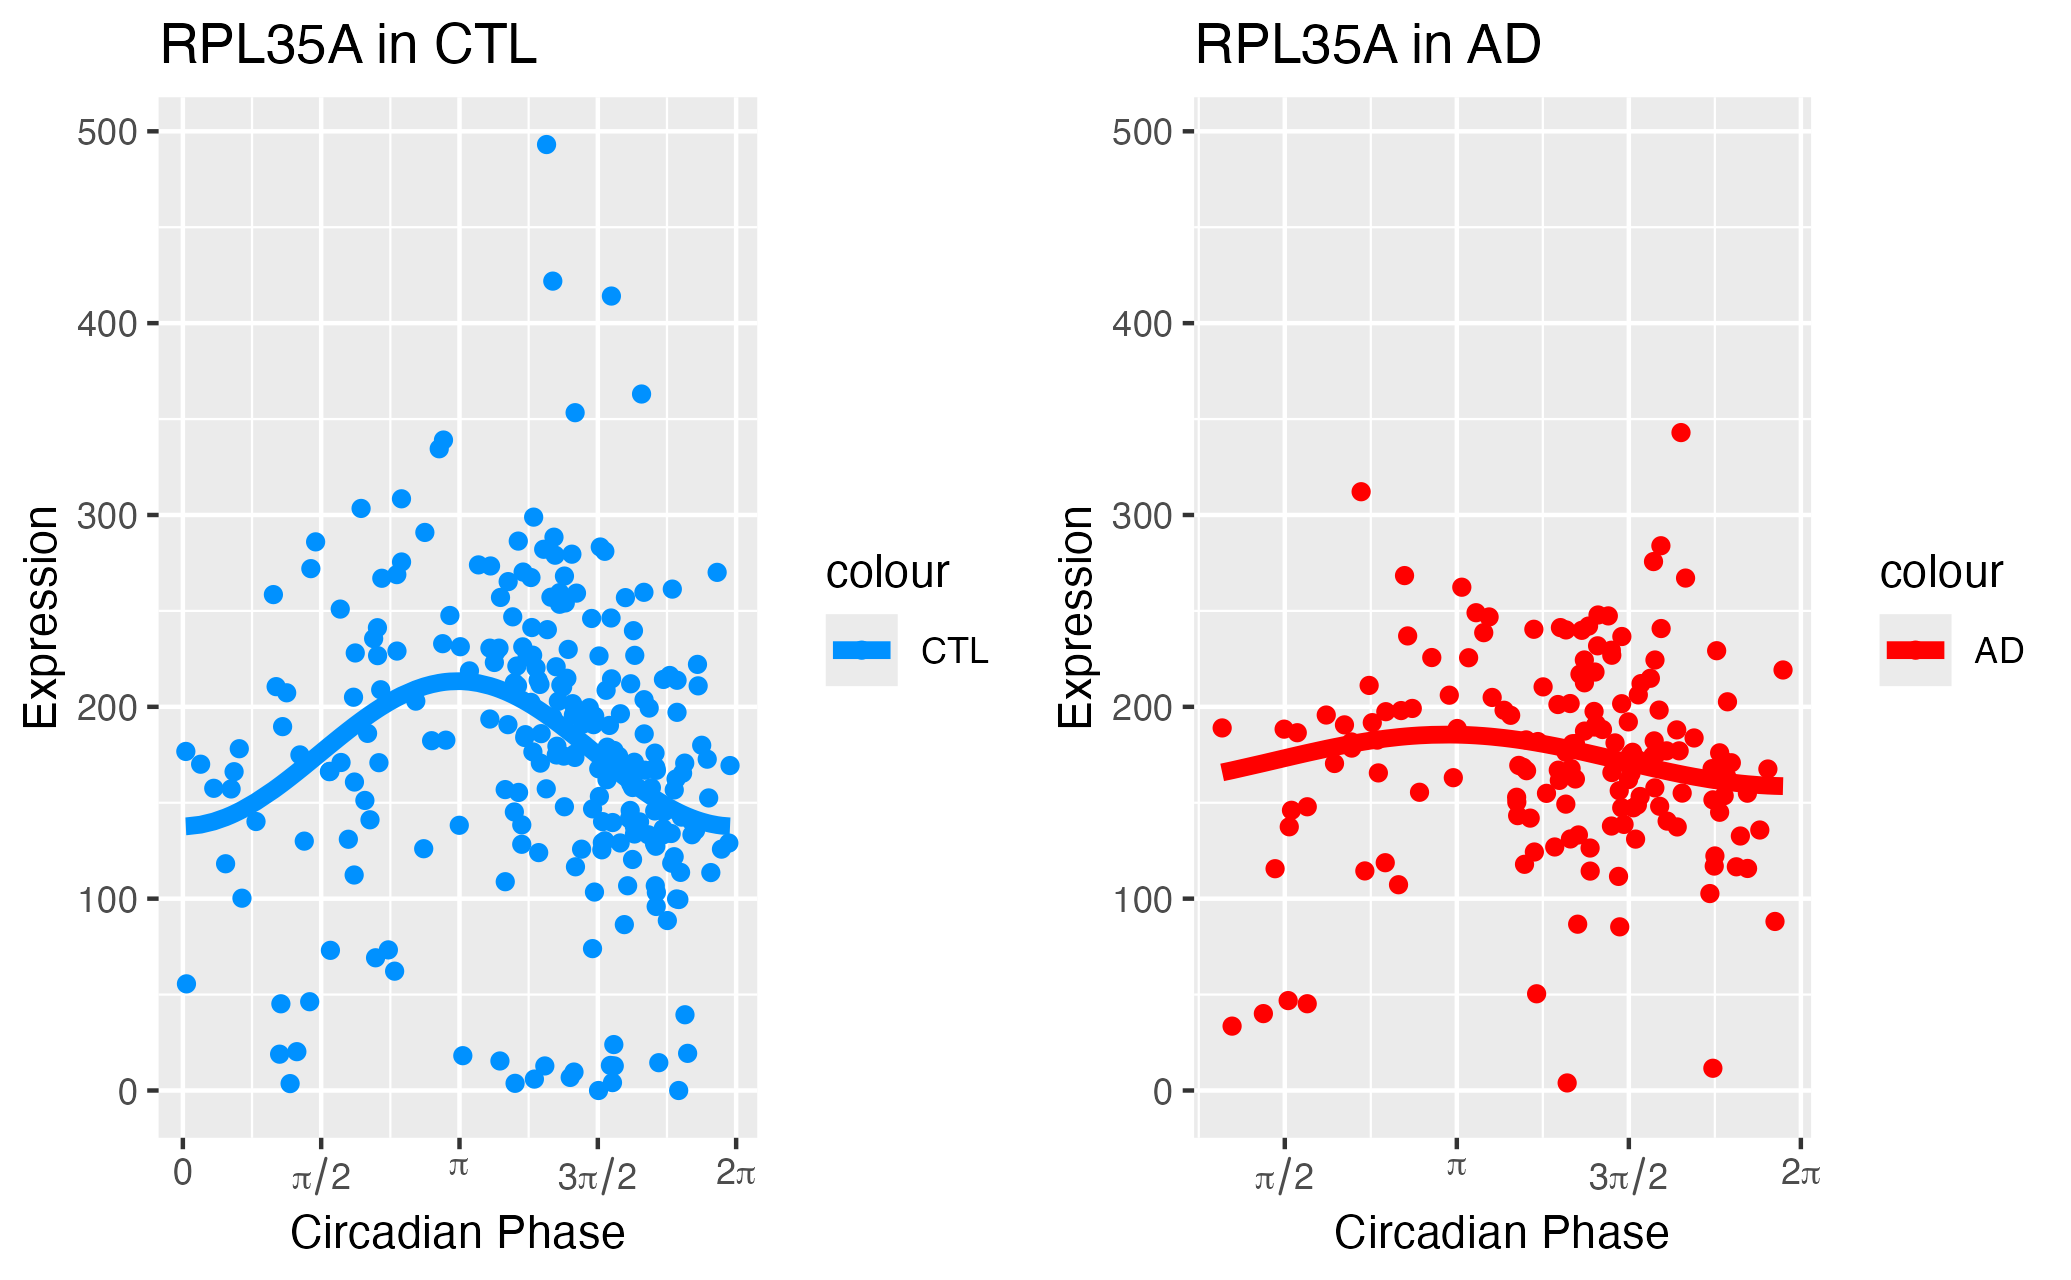 RPL35A in CTL
500
400
300
200
100
0
Expression
0 π/2 π 3π/2 2π
Circadian Phase
colour
CTL
RPL35A in AD
500
400
300
200
100
0
Expression
π/2 π 3π/2 2π
Circadian Phase
colour
AD